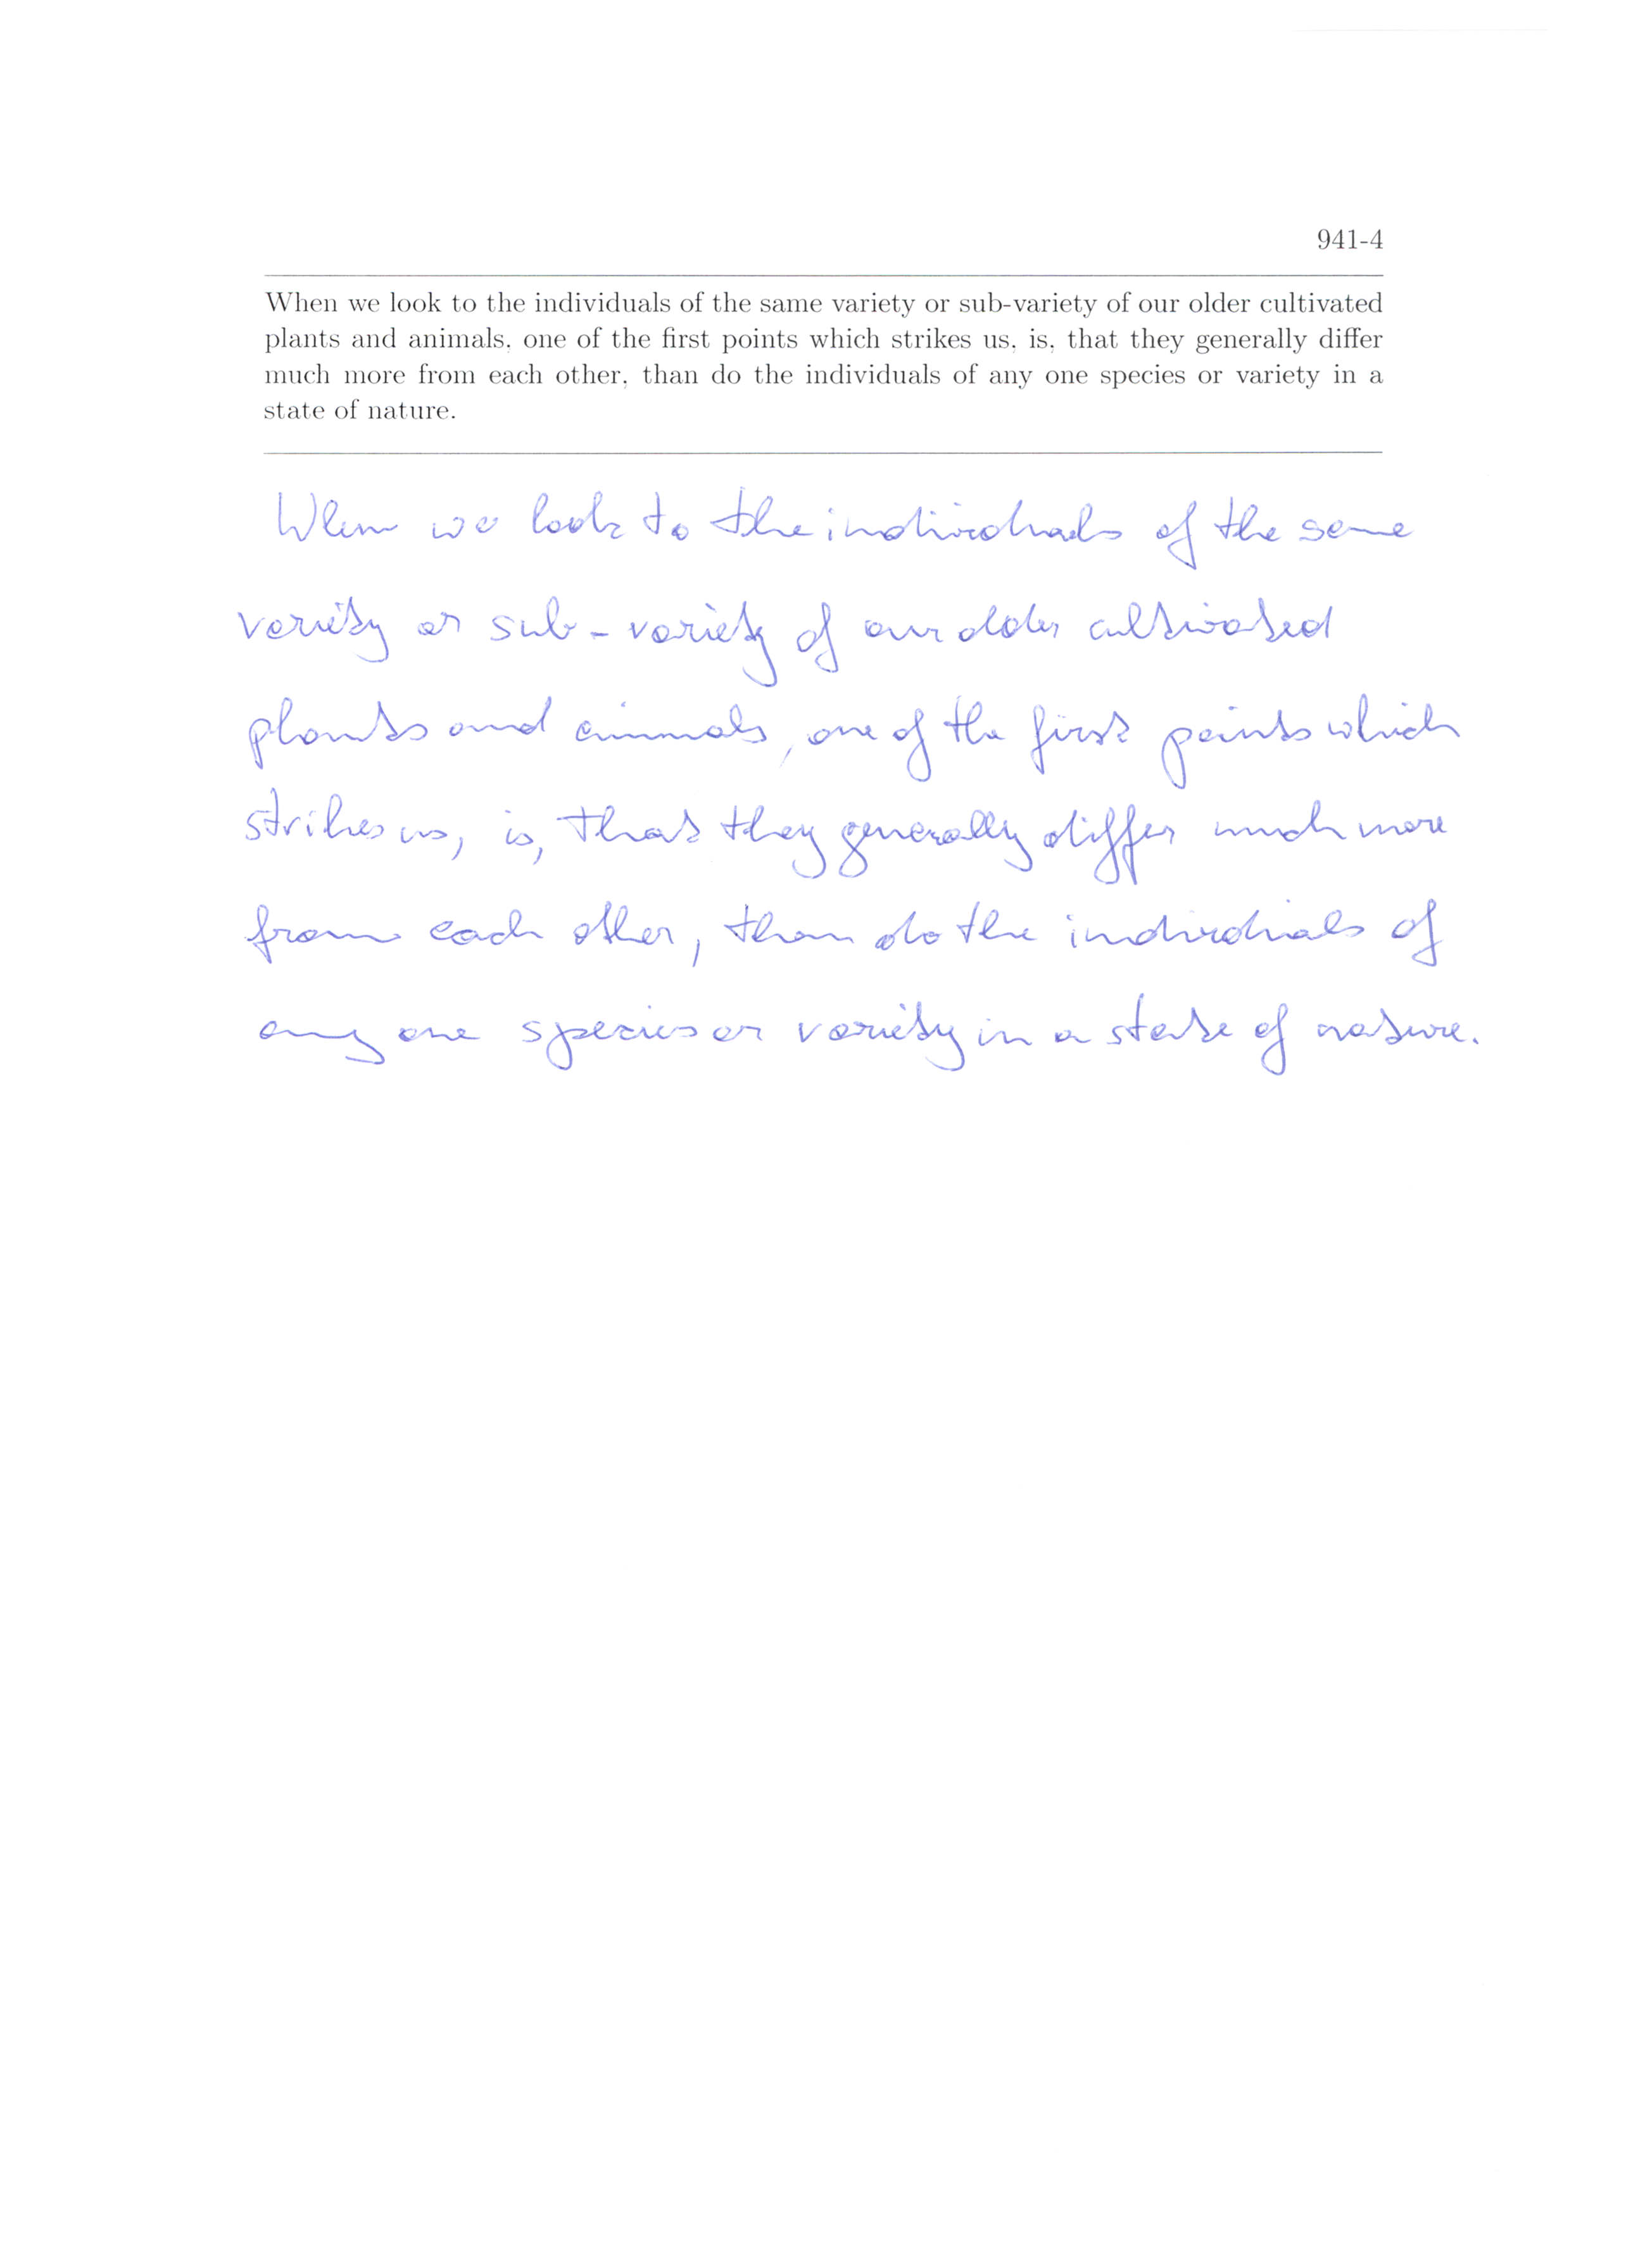 941-4
When we look to the individuals of the same variety or sub-variety of our older cultivated
plants and animals, one of the first points which strikes us, is, that they generally differ
much more from each other, than do the individuals of any one species or variety in a
state of nature.
When we look to the individuals of the same
variety or sub-variety of our older cultivated
plants and animals, one of the first points which
strikes us, is, that they generally differ much more
from each other, than do the individials of
any one species or variety in a state of nature.